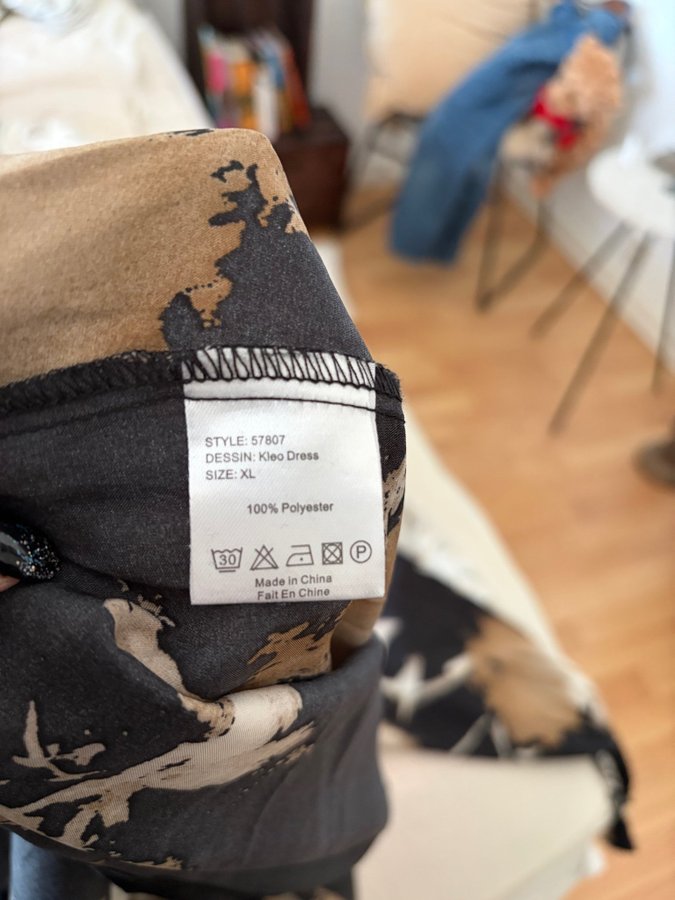 STYLE: 57807
DESSIN: Kleo Dress
SIZE: XL
100% Polyester
30 P
Made in China
Fait En Chine